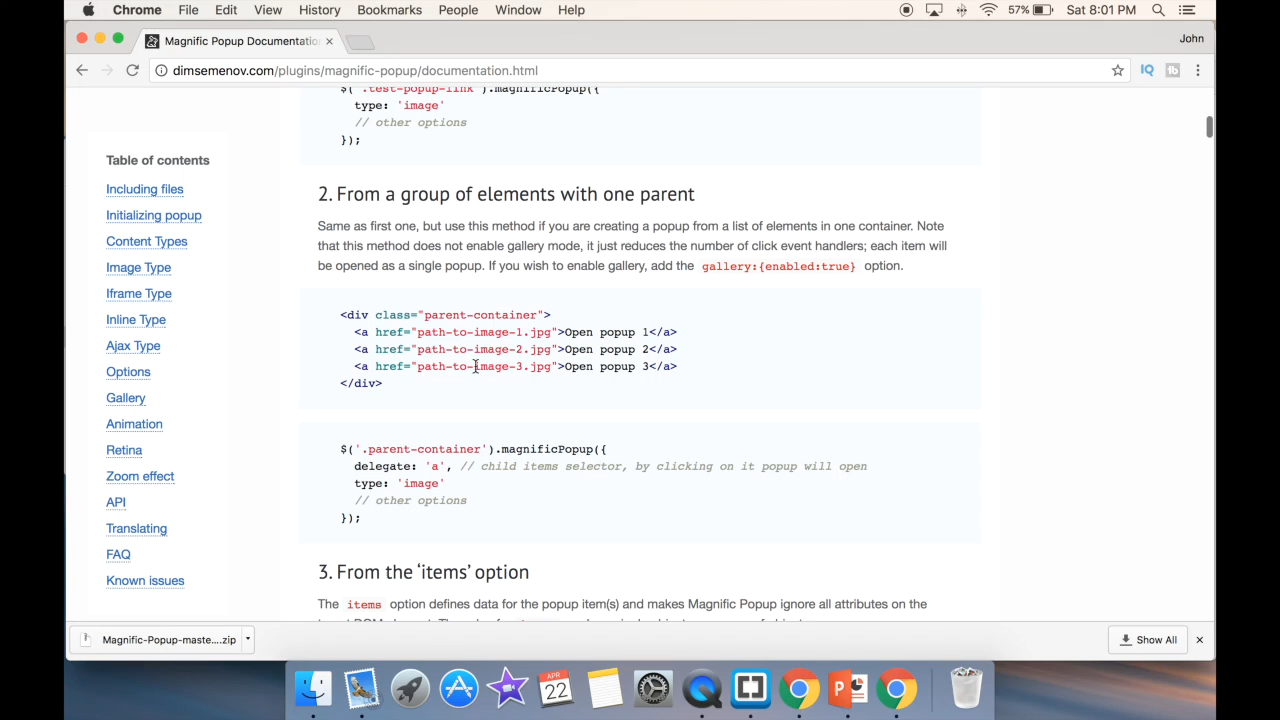 Chrome File Edit View History Bookmarks People Window Help 57% Sat 8:01 PM
Magnific Popup Documentatio John
dimsemenov.com/plugins/magnific-popup/documentation.html IQ tb
$('.test-popup-link').magnificPopup({
type: 'image'
// other options
});
Table of contents
Including files
Initializing popup
Content Types
Image Type
Iframe Type
Inline Type
Ajax Type
Options
Gallery
Animation
Retina
Zoom effect
API
Translating
FAQ
Known issues
2. From a group of elements with one parent
Same as first one, but use this method if you are creating a popup from a list of elements in one container. Note
that this method does not enable gallery mode, it just reduces the number of click event handlers; each item will
be opened as a single popup. If you wish to enable gallery, add the gallery:{enabled:true} option.
<div class="parent-container">
<a href="path-to-image-1.jpg">Open popup 1</a>
<a href="path-to-image-2.jpg">Open popup 2</a>
<a href="path-to-image-3.jpg">Open popup 3</a>
</div>
$('.parent-container').magnificPopup({
delegate: 'a', // child items selector, by clicking on it popup will open
type: 'image'
// other options
});
3. From the ‘items’ option
The items option defines data for the popup item(s) and makes Magnific Popup ignore all attributes on the
Magnific-Popup-maste....zip Show All
APR
22